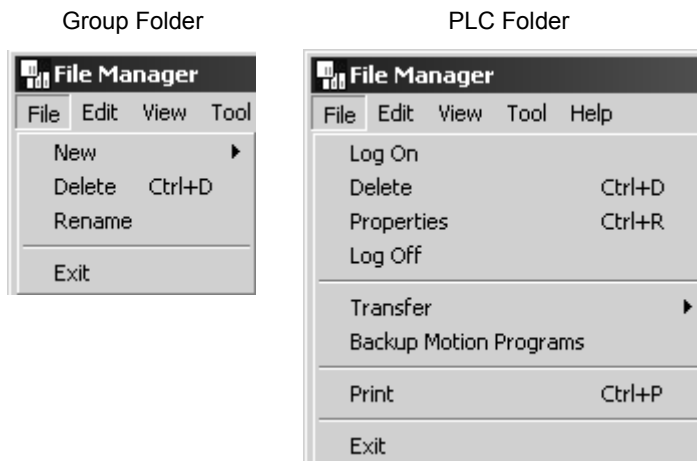 Group Folder
File Manager
File Edit View Tool
New
Delete Ctrl+D
Rename
Exit
PLC Folder
File Manager
File Edit View Tool Help
Log On
Delete Ctrl+D
Properties Ctrl+R
Log Off
Transfer
Backup Motion Programs
Print Ctrl+P
Exit